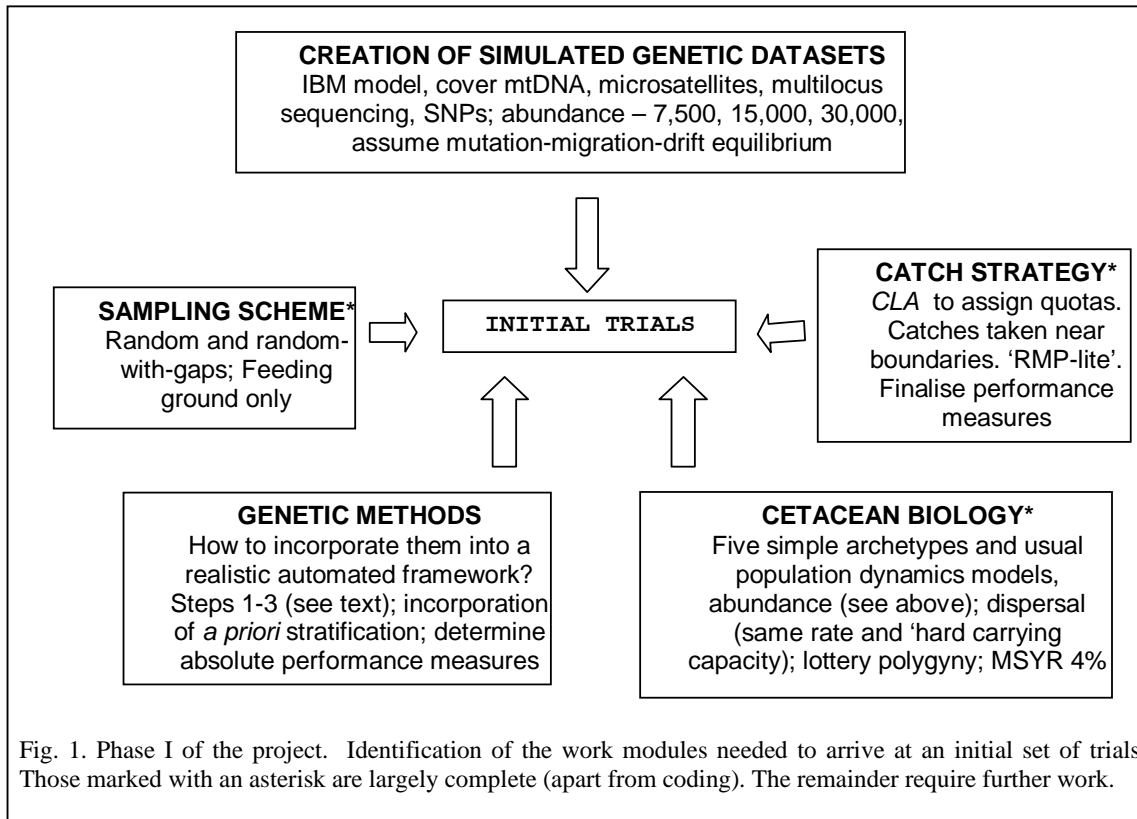 CREATION OF SIMULATED GENETIC DATASETS
IBM model, cover mtDNA, microsatellites, multilocus
sequencing, SNPs; abundance – 7,500, 15,000, 30,000,
assume mutation-migration-drift equilibrium
SAMPLING SCHEME*
Random and random-
with-gaps; Feeding
ground only
INITIAL TRIALS
CATCH STRATEGY*
CLA to assign quotas.
Catches taken near
boundaries. ‘RMP-lite’.
Finalise performance
measures
GENETIC METHODS
How to incorporate them into a
realistic automated framework?
Steps 1-3 (see text); incorporation
of a priori stratification; determine
absolute performance measures
CETACEAN BIOLOGY*
Five simple archetypes and usual
population dynamics models,
abundance (see above); dispersal
(same rate and ‘hard carrying
capacity); lottery polygyny; MSYR 4%
Fig. 1. Phase I of the project. Identification of the work modules needed to arrive at an initial set of trials
Those marked with an asterisk are largely complete (apart from coding). The remainder require further work.